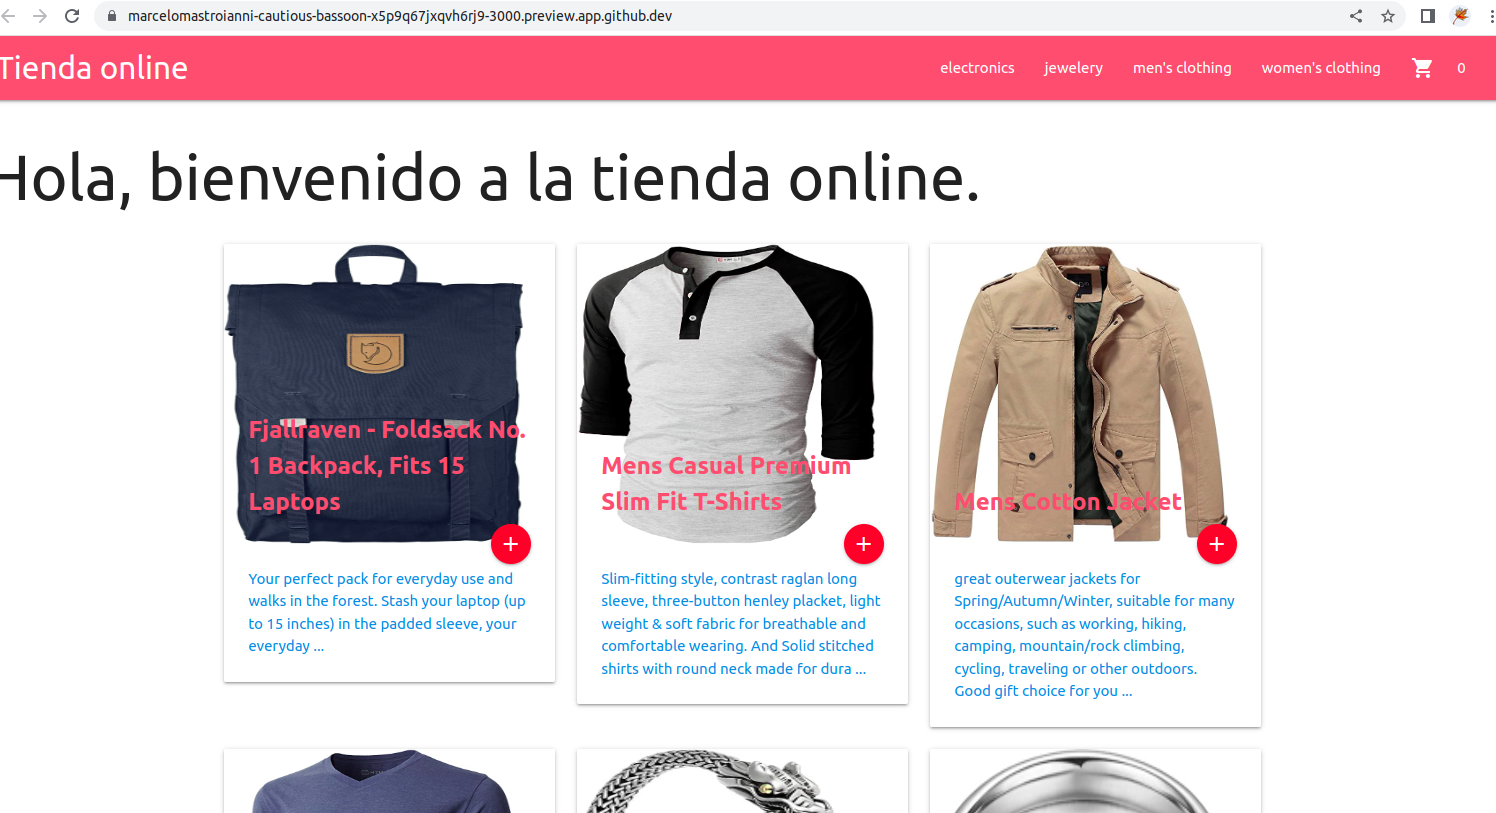 marcelomastroianni-cautious-bassoon-x5p9q67jxqvh6rj9-3000.preview.app.github.dev
Tienda online
electronics
jewelery
men's clothing
women's clothing
0
Hola, bienvenido a la tienda online.
Fjallraven - Foldsack No.
1 Backpack, Fits 15
Laptops
Your perfect pack for everyday use and
walks in the forest. Stash your laptop (up
to 15 inches) in the padded sleeve, your
everyday ...
Mens Casual Premium
Slim Fit T-Shirts
Slim-fitting style, contrast raglan long
sleeve, three-button henley placket, light
weight & soft fabric for breathable and
comfortable wearing. And Solid stitched
shirts with round neck made for dura ...
Mens Cotton Jacket
great outerwear jackets for
Spring/Autumn/Winter, suitable for many
occasions, such as working, hiking,
camping, mountain/rock climbing,
cycling, traveling or other outdoors.
Good gift choice for you ...